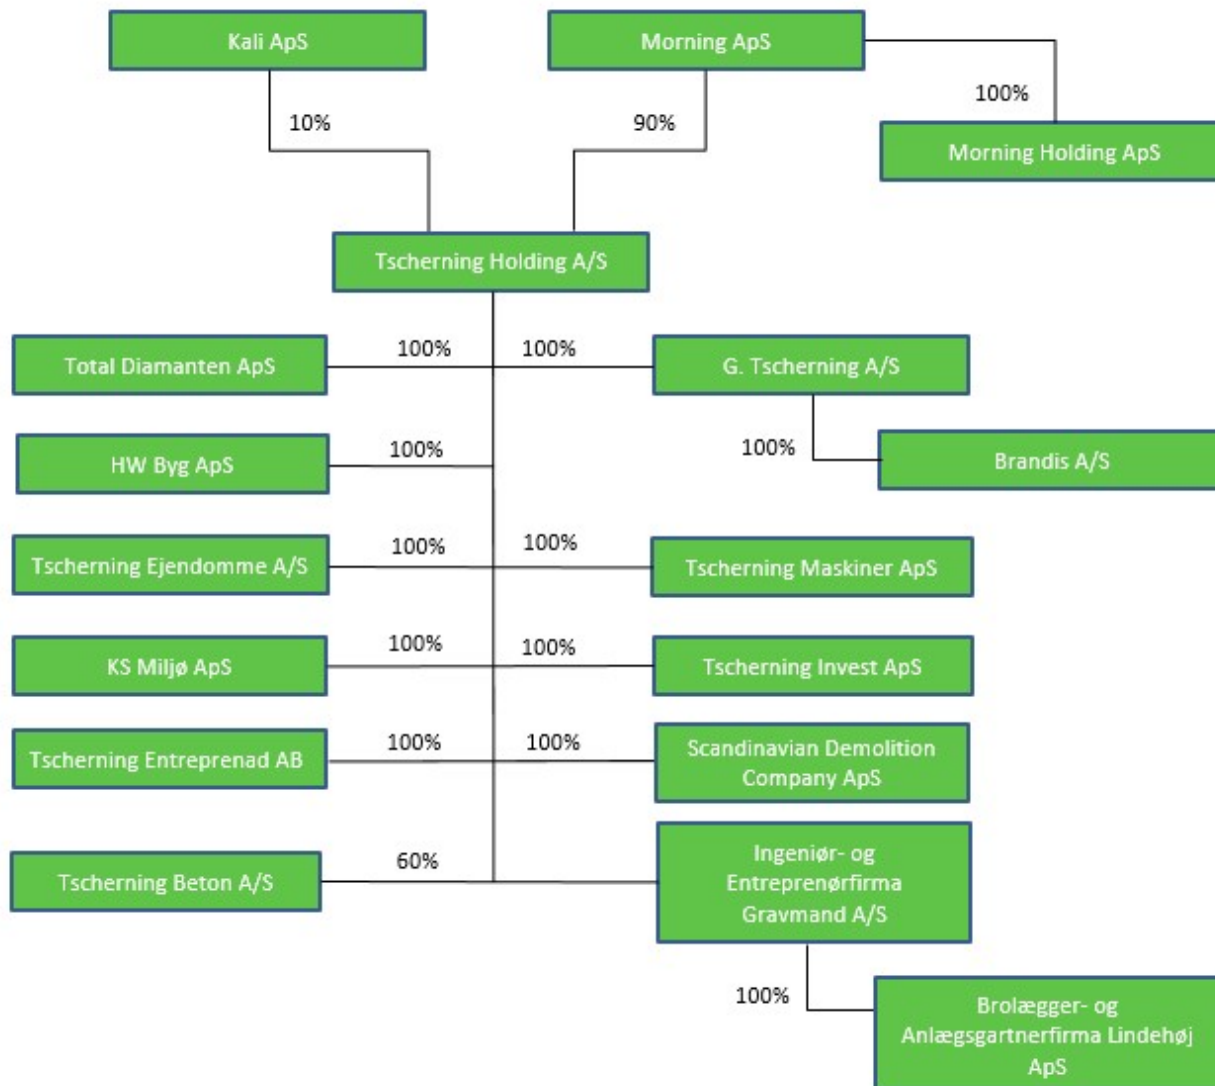 Kali ApS
Morning ApS
10%
90%
100%
Morning Holding ApS
Tscherning Holding A/S
Total Diamanten ApS
100%
100%
G. Tscherning A/S
HW Byg ApS
100%
100%
Brandis A/S
Tscherning Ejendomme A/S
100%
100%
Tscherning Maskiner ApS
KS Miljø ApS
100%
100%
Tscherning Invest ApS
Tscherning Entreprenad AB
100%
100%
Scandinavian Demolition
Company ApS
Tscherning Beton A/S
60%
Ingeniør- og
Entreprenørfirma
Gravmand A/S
100%
Brolægger- og
Anlægsgartnerfirma Lindehøj
ApS